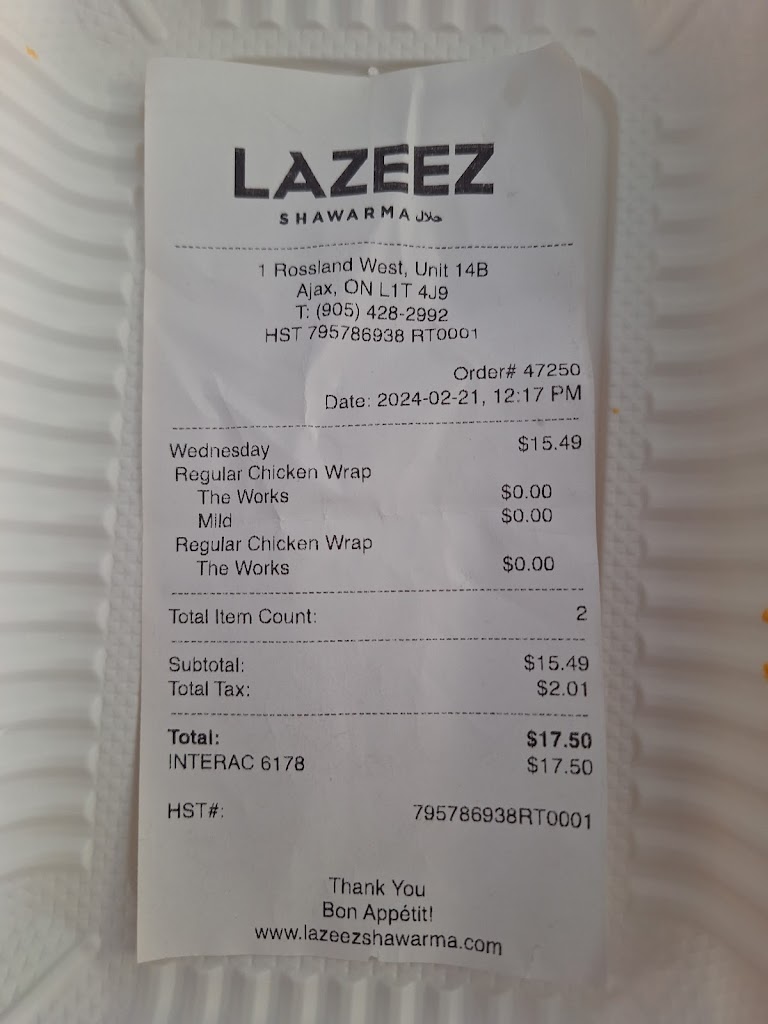 LAZEEZ
SHAWARMA حلال
1 Rossland West, Unit 14B
Ajax, ON L1T 4J9
T: (905) 428-2992
HST 795786938 RT0001
Order# 47250
Date: 2024-02-21, 12:17 PM
Wednesday $15.49
Regular Chicken Wrap
The Works $0.00
Mild $0.00
Regular Chicken Wrap
The Works $0.00
Total Item Count: 2
Subtotal: $15.49
Total Tax: $2.01
Total: $17.50
INTERAC 6178 $17.50
HST#: 795786938RT0001
Thank You
Bon Appétit!
www.lazeezshawarma.com